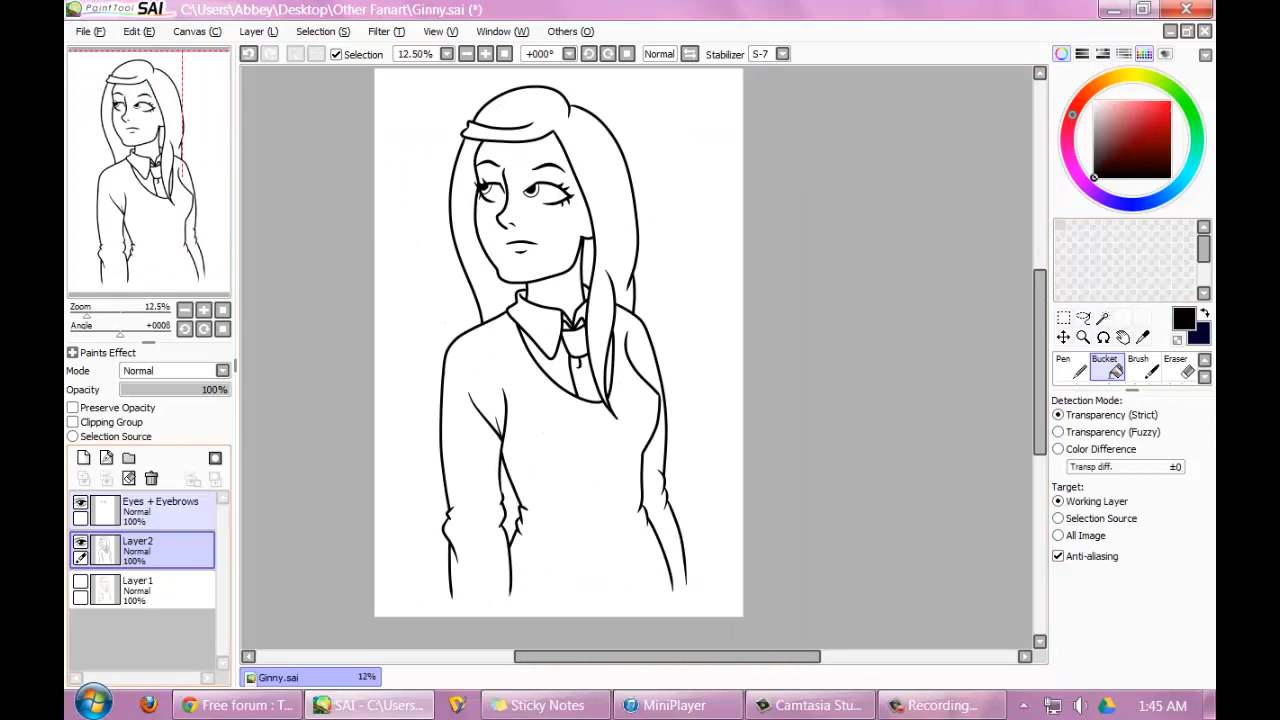 PaintTool SAI C:\Users\Abbey\Desktop\Other Fanart\Ginny.sai (*)
File (F) Edit (E) Canvas (C) Layer (L) Selection (S) Filter (T) View (V) Window (W) Others (O)
Selection 12.50% +000° Normal Stabilizer S-7
Zoom 12.5%
Angle +000ɞ
Paints Effect
Mode Normal
Opacity 100%
Preserve Opacity
Clipping Group
Selection Source
Eyes + Eyebrows
Normal
100%
Layer2
Normal
100%
Layer1
Normal
100%
Pen Bucket Brush Eraser
Detection Mode:
Transparency (Strict)
Transparency (Fuzzy)
Color Difference
Transp diff. ±0
Target:
Working Layer
Selection Source
All Image
Anti-aliasing
Ginny.sai 12%
Free forum : T... SAI - C:\Users... Sticky Notes MiniPlayer Camtasia Stu... Recording... 1:45 AM